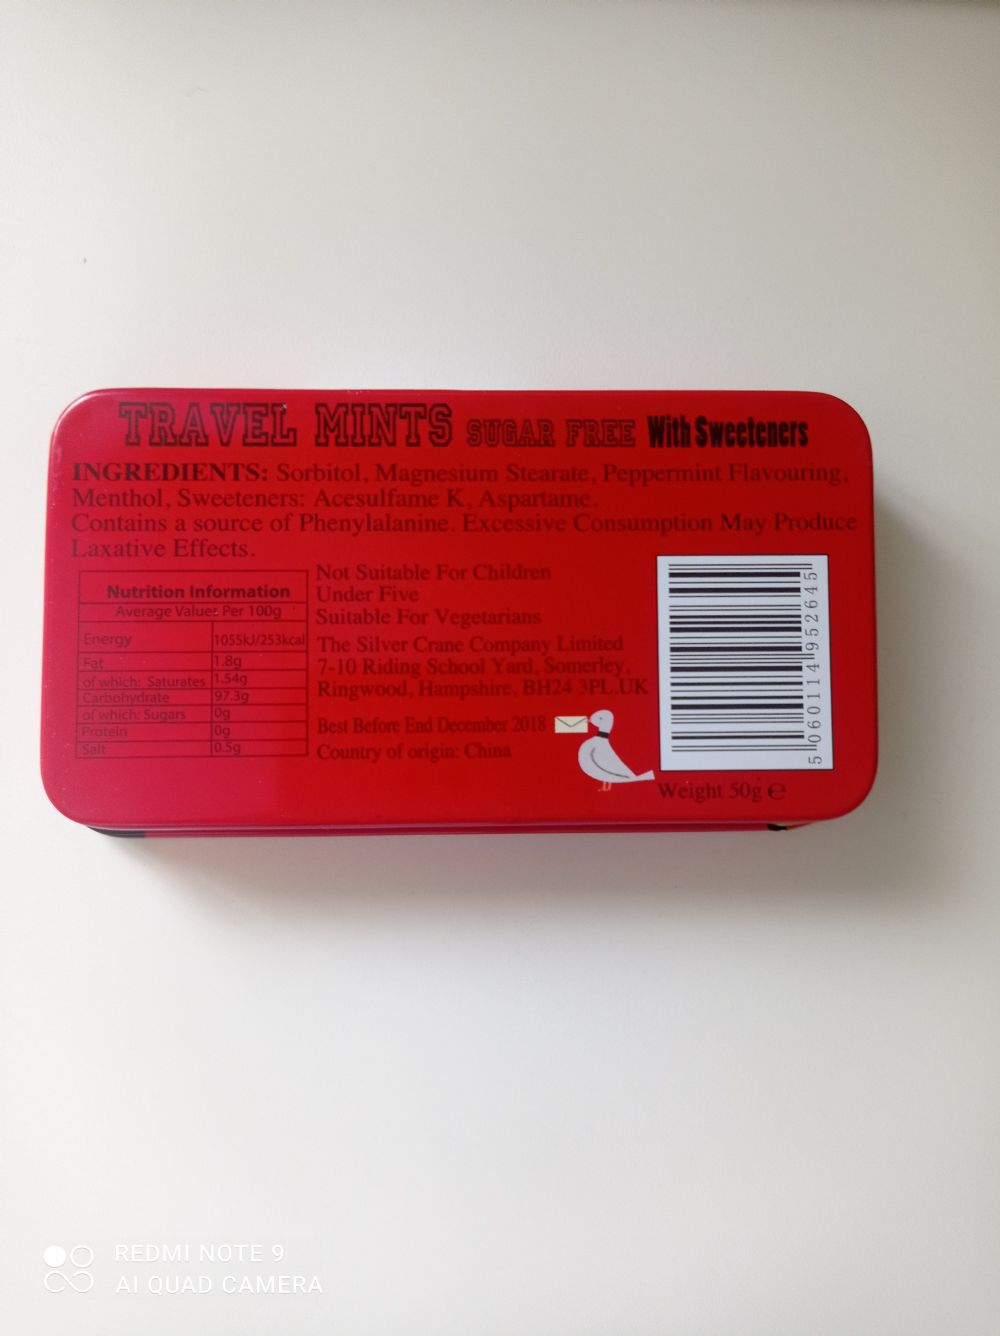 TRAVEL MINTS SUGAR FREE With Sweeteners
INGREDIENTS: Sorbitol, Magnesium Stearate, Peppermint Flavouring,
Menthol, Sweeteners: Acesulfame K, Aspartame.
Contains a source of Phenylalanine. Excessive Consumption May Produce
Laxative Effects.
Nutrition Information
Average Values Per 100g
Energy 1055kJ/253kcal
Fat 1.8g
of which: Saturates 1.54g
Carbohydrate 97.3g
of which: Sugars 0g
Protein 0g
Salt 0.5g
Not Suitable For Children
Under Five
Suitable For Vegetarians
The Silver Crane Company Limited
7-10 Riding School Yard, Somerley,
Ringwood, Hampshire, BH24 3PL.UK
Best Before End December 2018
Country of origin: China
5 060114 952645
Weight 50g ℮
REDMI NOTE 9
AI QUAD CAMERA